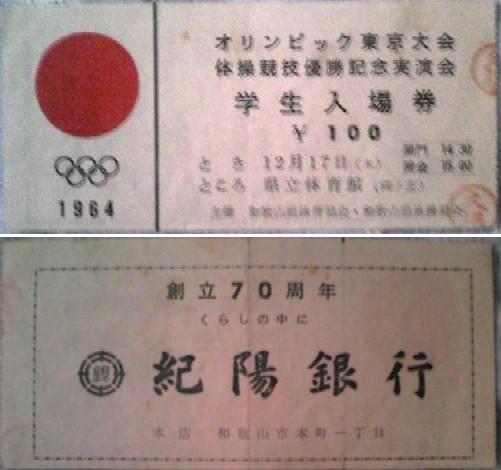 オリンピック東京大会
体操競技優勝記念実演会
学生入場券
¥100
1964
とき 12月17日(木)
開門 14.30
開会 15.00
ところ 県立体育館
主催
創立70周年
くらしの中に
紀陽銀行
本店 和歌山市本町一丁目